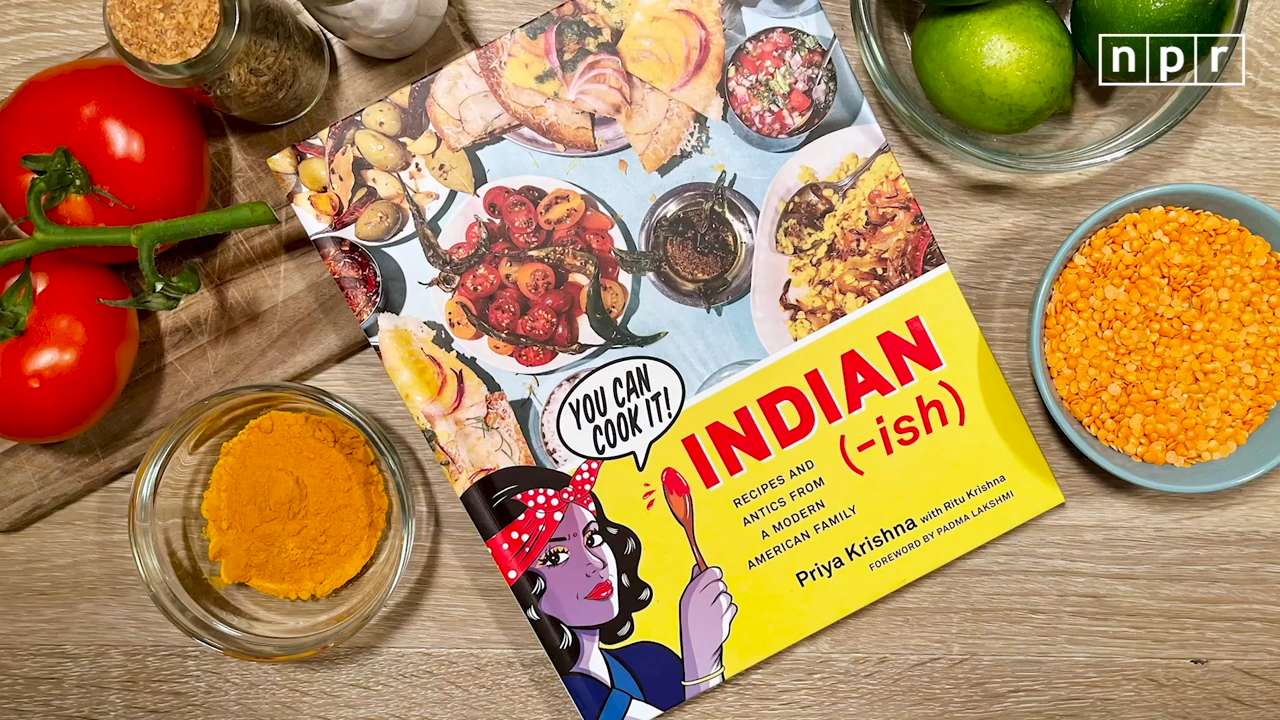 npr
YOU CAN
COOK IT!
INDIAN
(-ish)
RECIPES AND
ANTICS FROM
A MODERN
AMERICAN FAMILY
Priya Krishna with Ritu Krishna
FOREWORD BY PADMA LAKSHMI